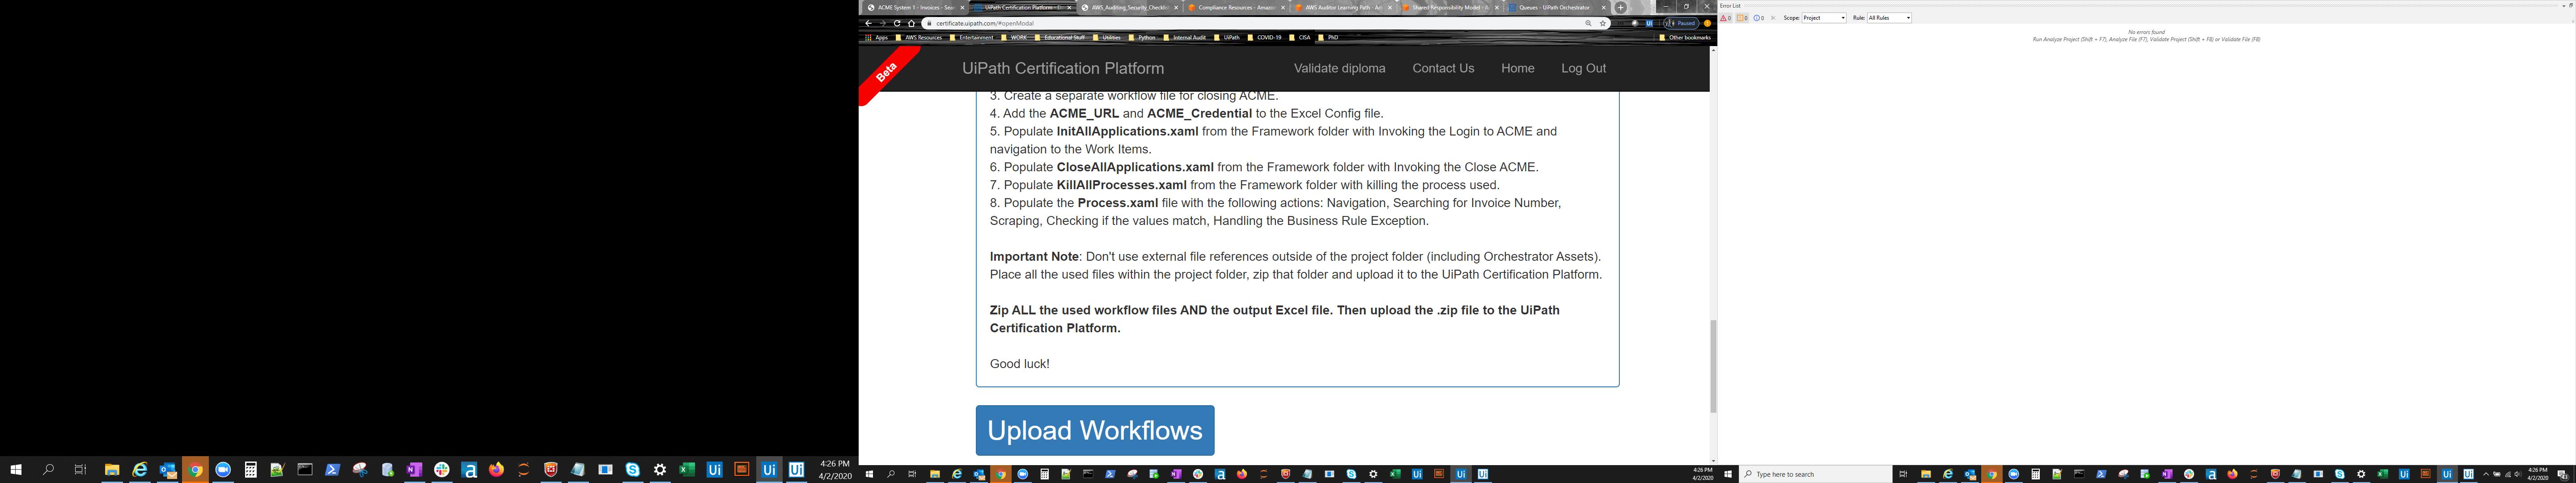 ACME System 1 - Invoices - Sear
UiPath Certification Platform - D
AWS_Auditing_Security_Checklis
Compliance Resources - Amazon
AWS Auditor Learning Path - Am
Shared Responsibility Model - A
Queues - UiPath Orchestrator
certificate.uipath.com/#openModal
Paused
Apps
AWS Resources
Entertainment
WORK
Educational Stuff
Utilities
Python
Internal Audit
UiPath
COVID-19
CISA
PhD
Other bookmarks
Beta
UiPath Certification Platform
Validate diploma
Contact Us
Home
Log Out
3. Create a separate workflow file for closing ACME.
4. Add the ACME_URL and ACME_Credential to the Excel Config file.
5. Populate InitAllApplications.xaml from the Framework folder with Invoking the Login to ACME and
navigation to the Work Items.
6. Populate CloseAllApplications.xaml from the Framework folder with Invoking the Close ACME.
7. Populate KillAllProcesses.xaml from the Framework folder with killing the process used.
8. Populate the Process.xaml file with the following actions: Navigation, Searching for Invoice Number,
Scraping, Checking if the values match, Handling the Business Rule Exception.
Important Note: Don't use external file references outside of the project folder (including Orchestrator Assets).
Place all the used files within the project folder, zip that folder and upload it to the UiPath Certification Platform.
Zip ALL the used workflow files AND the output Excel file. Then upload the .zip file to the UiPath
Certification Platform.
Good luck!
Upload Workflows
4:26 PM
4/2/2020
4:26 PM
4/2/2020
Error List
0
0
0
Scope: Project
Rule: All Rules
No errors found
Run Analyze Project (Shift + F7), Analyze File (F7), Validate Project (Shift + F8) or Validate File (F8)
Type here to search
4:26 PM
4/2/2020